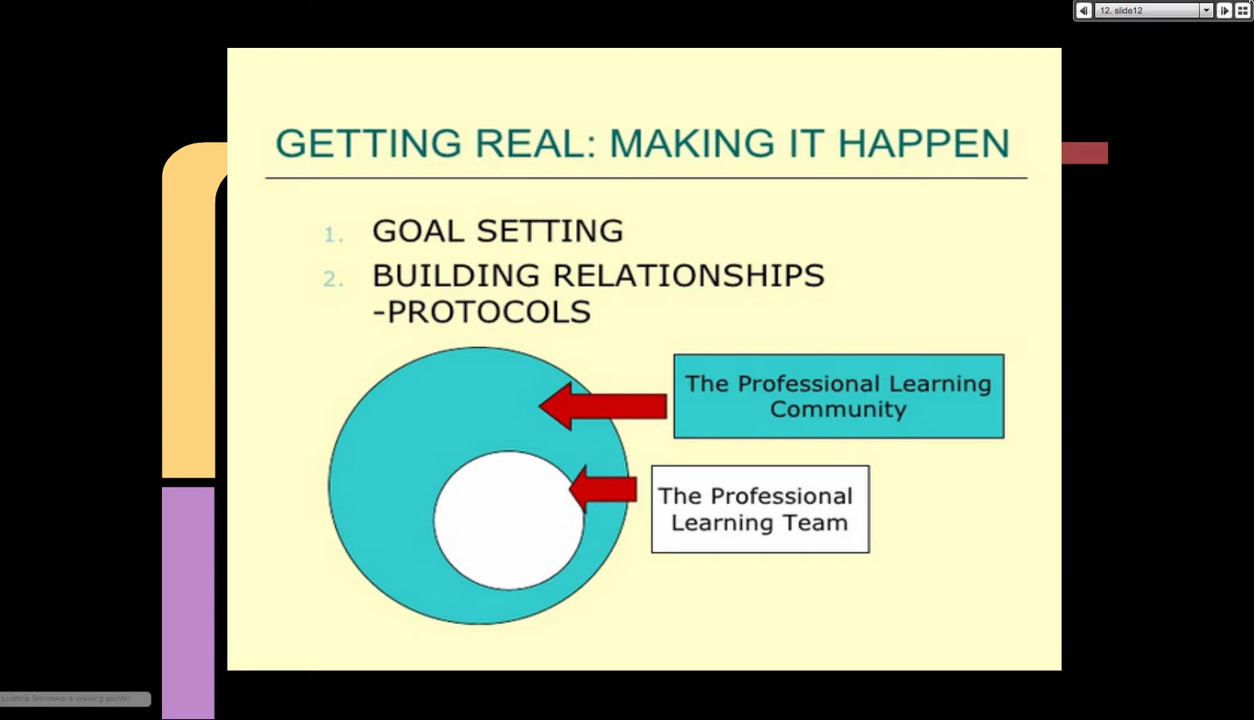 12. slide12
GETTING REAL: MAKING IT HAPPEN
1. GOAL SETTING
2. BUILDING RELATIONSHIPS
-PROTOCOLS
The Professional Learning
Community
The Professional
Learning Team